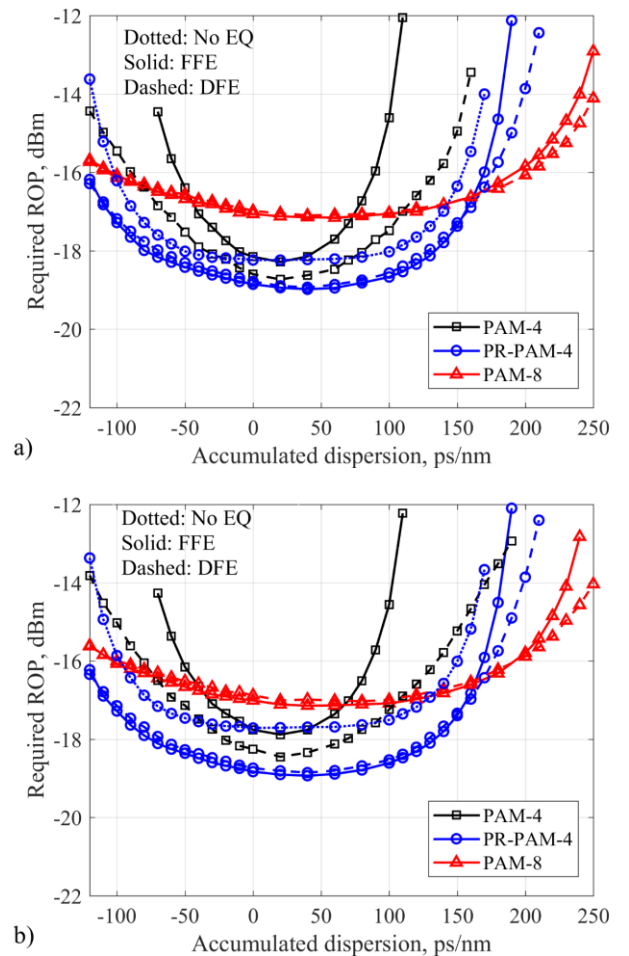 -12
Dotted: No EQ
Solid: FFE
Dashed: DFE
-14
-16
-18
-19
-21
-22
Required ROP, dBm
PAM-4
PR-PAM-4
PAM-8
-100 -50 0 50 100 150 200 250
Accumulated dispersion, ps/nm
a)
-12
Dotted: No EQ
Solid: FFE
Dashed: DFE
-14
-16
-18
-20
-22
Required ROP, dBm
PAM-4
PR-PAM-4
PAM-8
-100 -50 0 50 100 150 200 250
Accumulated dispersion, ps/nm
b)